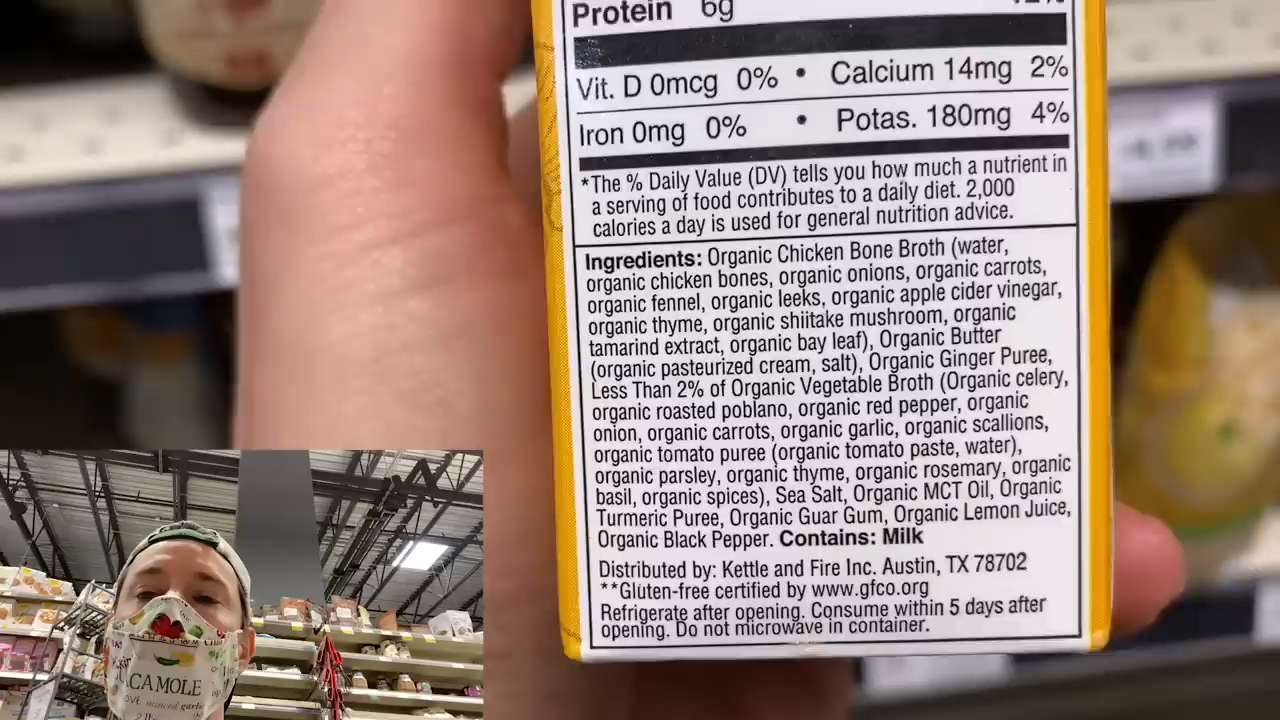 Protein 6g 12%
Vit. D 0mcg 0% • Calcium 14mg 2%
Iron 0mg 0% • Potas. 180mg 4%
*The % Daily Value (DV) tells you how much a nutrient in
a serving of food contributes to a daily diet. 2,000
calories a day is used for general nutrition advice.
Ingredients: Organic Chicken Bone Broth (water,
organic chicken bones, organic onions, organic carrots,
organic fennel, organic leeks, organic apple cider vinegar,
organic thyme, organic shiitake mushroom, organic
tamarind extract, organic bay leaf), Organic Butter
(organic pasteurized cream, salt), Organic Ginger Puree,
Less Than 2% of Organic Vegetable Broth (Organic celery,
organic roasted poblano, organic red pepper, organic
onion, organic carrots, organic garlic, organic scallions,
organic tomato puree (organic tomato paste, water),
organic parsley, organic thyme, organic rosemary, organic
basil, organic spices), Sea Salt, Organic MCT Oil, Organic
Turmeric Puree, Organic Guar Gum, Organic Lemon Juice,
Organic Black Pepper. Contains: Milk
Distributed by: Kettle and Fire Inc. Austin, TX 78702
**Gluten-free certified by www.gfco.org
Refrigerate after opening. Consume within 5 days after
opening. Do not microwave in container.
ACAMOLE
minced garlic